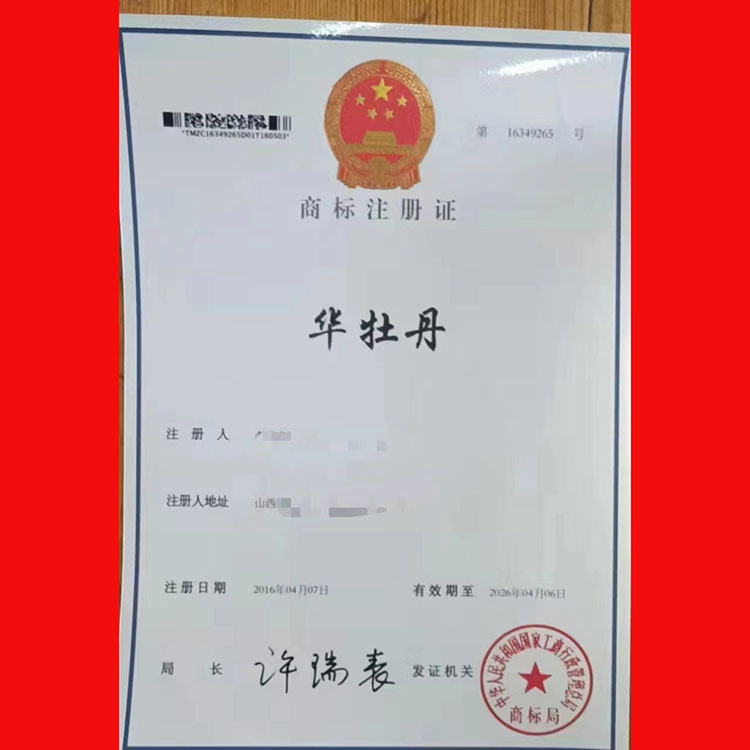 *TMZC16349265D01T160503*
第 16349265 号
商标注册证
华牡丹
注册人
注册人地址 山西
注册日期 2016年04月07日 有效期至 2026年04月06日
局长 许瑞表 发证机关
中华人民共和国国家工商行政管理总局
商标局